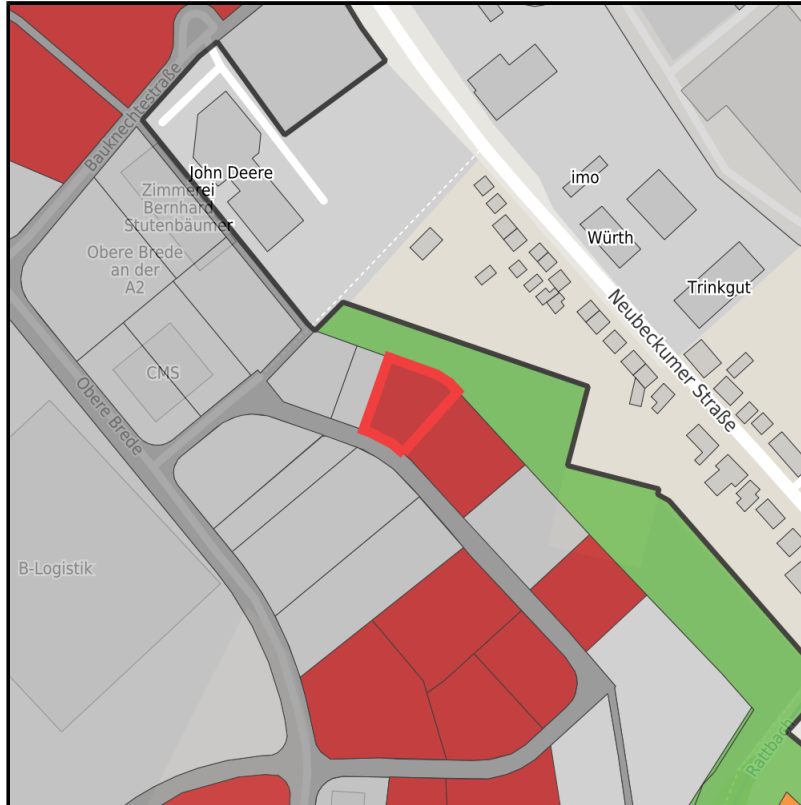 Bauknechtestraße
John Deere
Zimmerei
Bernhard
Stutenbäumer
Obere Brede
an der
A2
CMS
Obere Brede
B-Logistik
imo
Würth
Trinkgut
Neubeckumer Straße
Rattbach